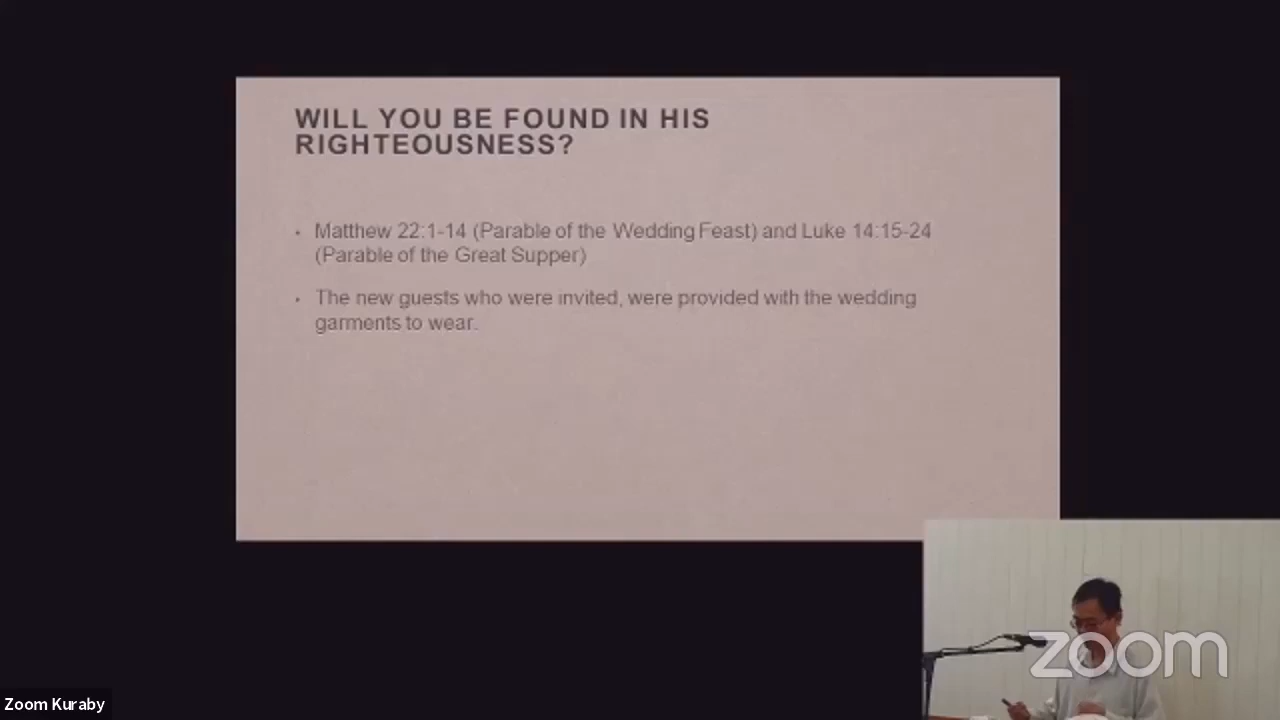 WILL YOU BE FOUND IN HIS
RIGHTEOUSNESS?
• Matthew 22:1-14 (Parable of the Wedding Feast) and Luke 14:15-24
(Parable of the Great Supper)
• The new guests who were invited, were provided with the wedding
garments to wear.
zoom
Zoom Kuraby